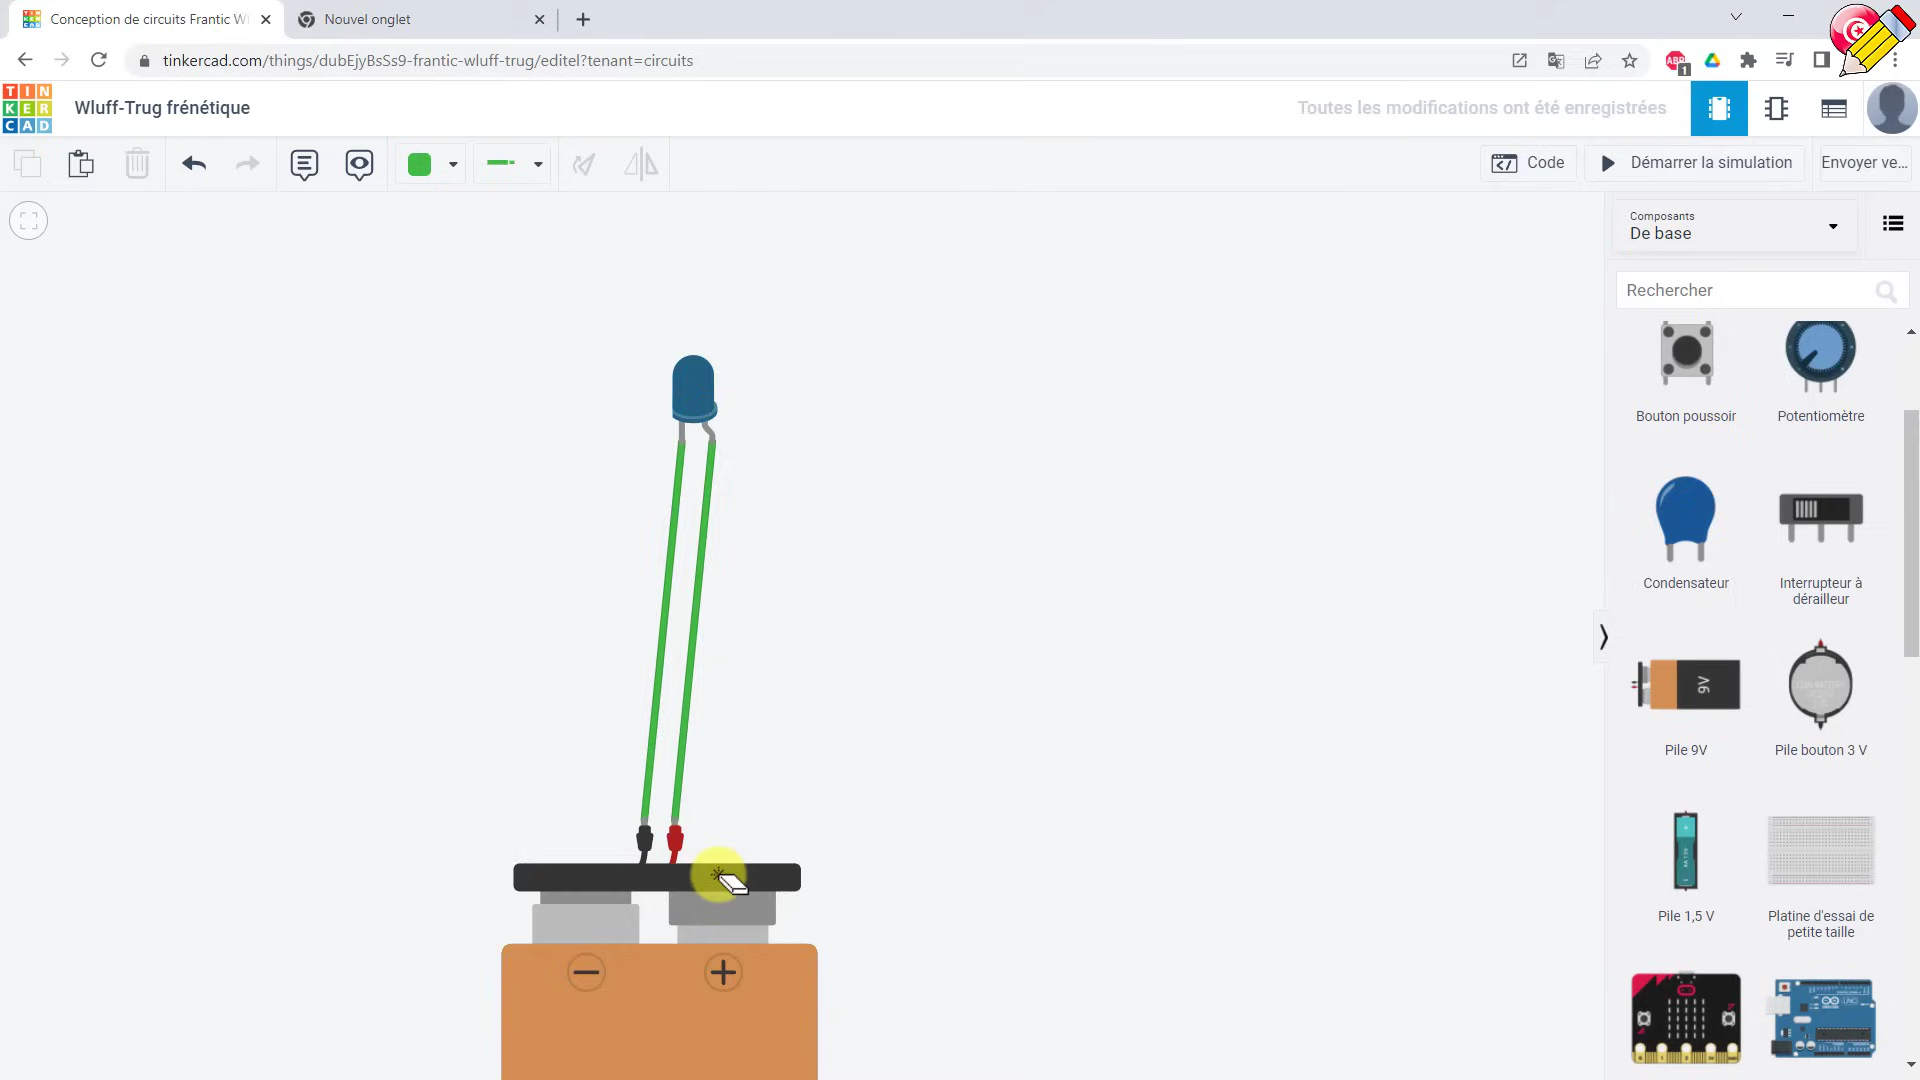 Conception de circuits Frantic Wl
Nouvel onglet
tinkercad.com/things/dubEjyBsSs9-frantic-wluff-trug/editel?tenant=circuits
ABP
1
TIN
KER
CAD
Wluff-Trug frénétique
Toutes les modifications ont été enregistrées
Code
Démarrer la simulation
Envoyer ve...
Composants
De base
Rechercher
Bouton poussoir
Potentiomètre
Condensateur
Interrupteur à
dérailleur
9V
Pile 9V
Pile bouton 3 V
Pile 1,5 V
Platine d'essai de
petite taille
− +